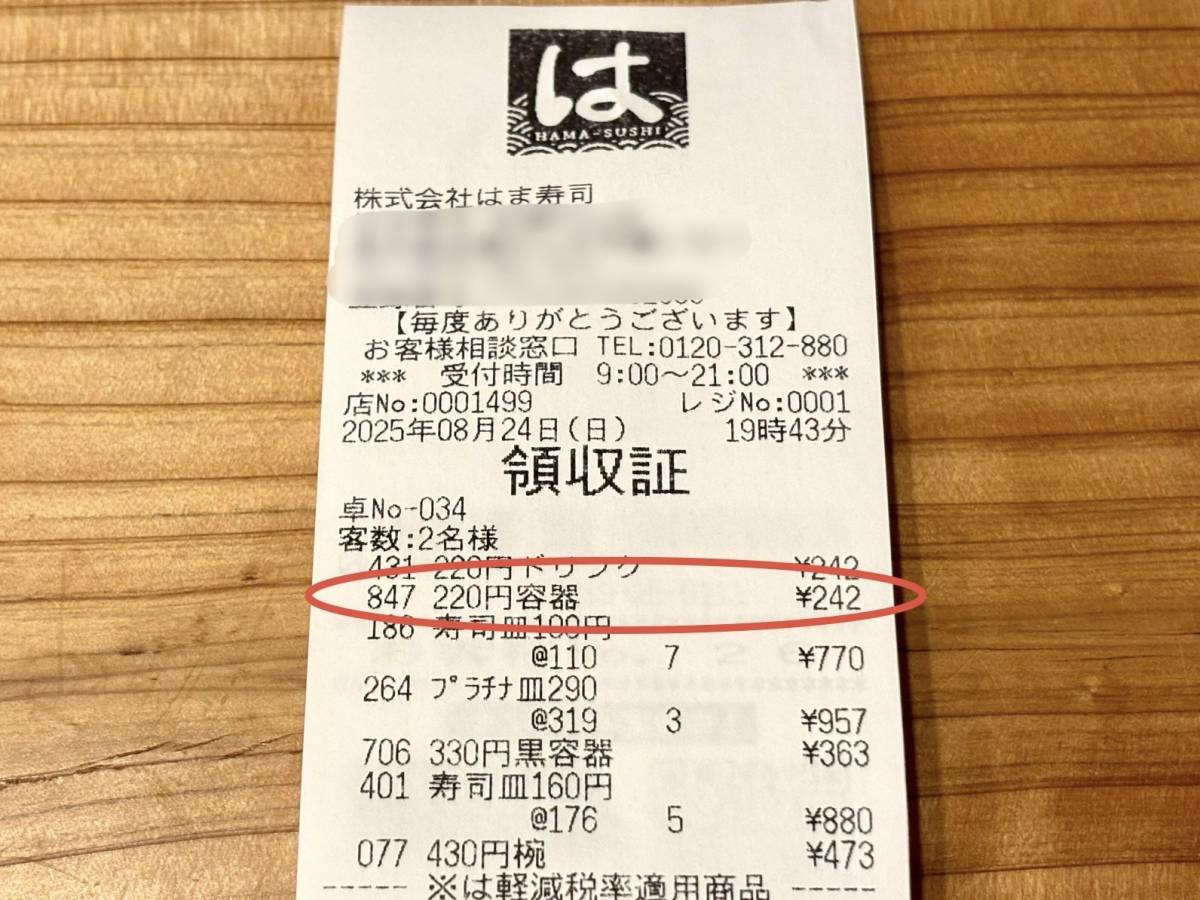 は
HAMA-SUSHI
株式会社はま寿司
【毎度ありがとうございます】
お客様相談窓口 TEL:0120-312-880
*** 受付時間 9:00～21:00 ***
店No:0001499 レジNo:0001
2025年08月24日(日) 19時43分
領収証
卓No-034
客数:2名様
431 220円ドリンク ¥242
847 220円容器 ¥242
186 寿司皿100円
@110 7 ¥770
264 ﾌﾟﾗﾁﾅ皿290
@319 3 ¥957
706 330円黒容器 ¥363
401 寿司皿160円
@176 5 ¥880
077 430円椀 ¥473
----- ※は軽減税率適用商品 -----